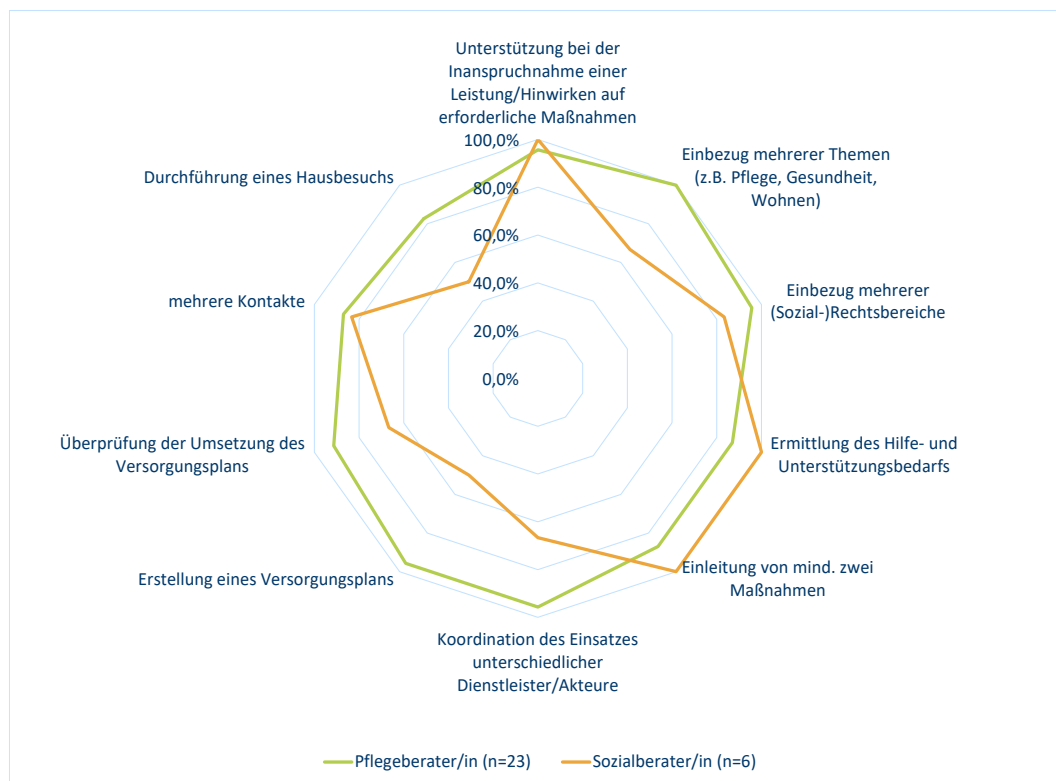 Unterstützung bei der
Inanspruchnahme einer
Leistung/Hinwirken auf
erforderliche Maßnahmen
Einbezug mehrerer Themen
(z.B. Pflege, Gesundheit,
Wohnen)
Einbezug mehrerer
(Sozial-)Rechtsbereiche
Ermittlung des Hilfe- und
Unterstützungsbedarfs
Einleitung von mind. zwei
Maßnahmen
Koordination des Einsatzes
unterschiedlicher
Dienstleister/Akteure
Erstellung eines Versorgungsplans
Überprüfung der Umsetzung des
Versorgungsplans
mehrere Kontakte
Durchführung eines Hausbesuchs
100,0%
80,0%
60,0%
40,0%
20,0%
0,0%
Pflegeberater/in (n=23)
Sozialberater/in (n=6)